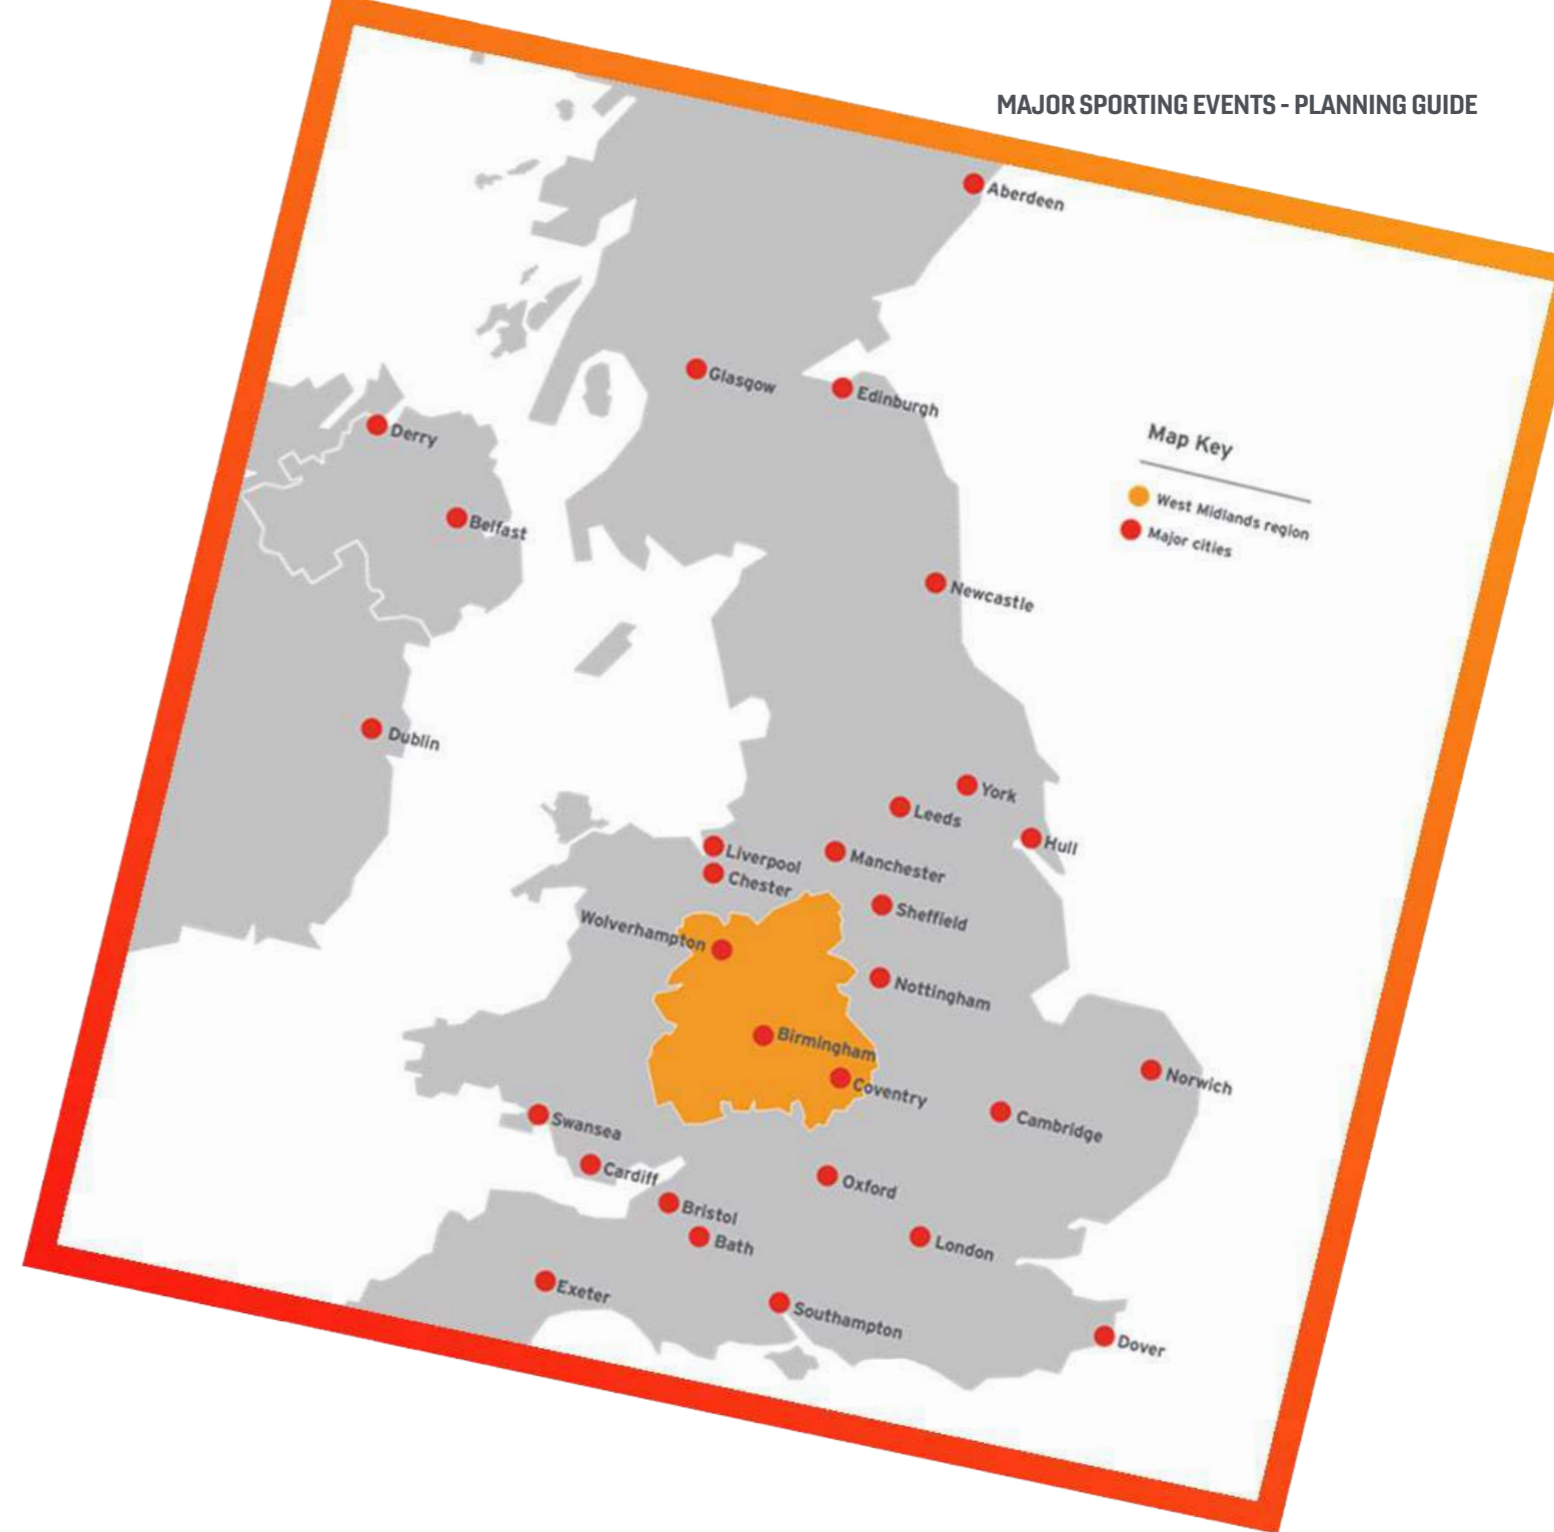 MAJOR SPORTING EVENTS - PLANNING GUIDE
Aberdeen
Glasgow
Edinburgh
Derry
Belfast
Map Key
West Midlands region
Major cities
Newcastle
Dublin
York
Leeds
Hull
Liverpool
Manchester
Chester
Sheffield
Wolverhampton
Nottingham
Birmingham
Coventry
Norwich
Cambridge
Swansea
Cardiff
Oxford
Bristol
Bath
London
Exeter
Southampton
Dover